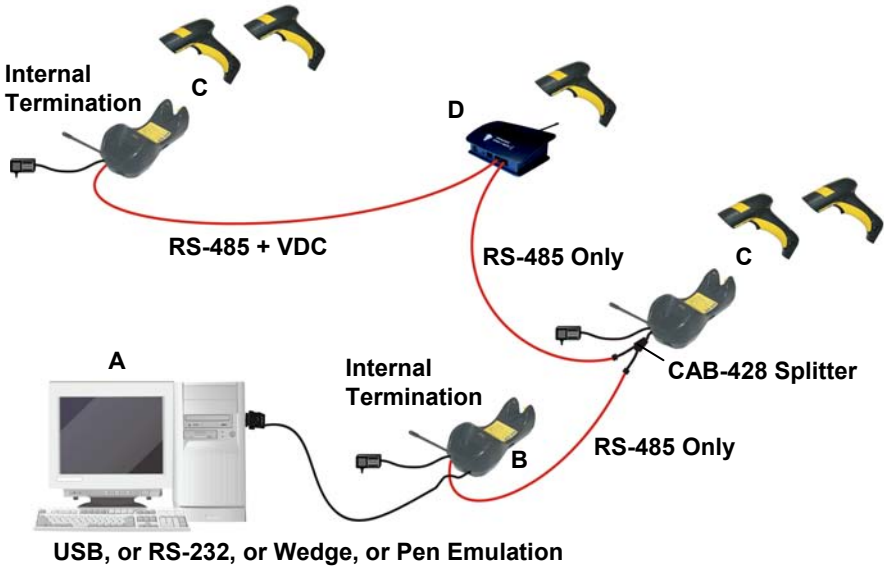 Internal
Termination
C
D
RS-485 + VDC
RS-485 Only
C
A
Internal
Termination
CAB-428 Splitter
B
RS-485 Only
USB, or RS-232, or Wedge, or Pen Emulation